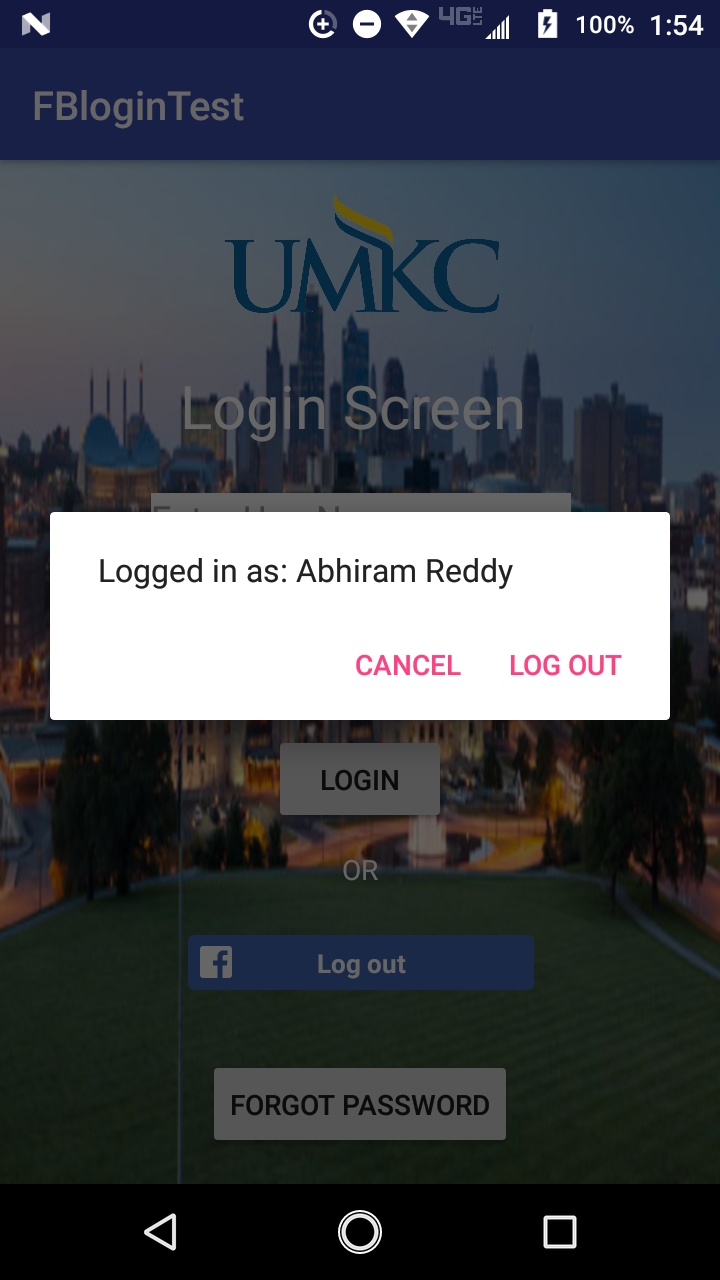 4G LTE 100% 1:54
FBloginTest
UMKC
Login Screen
Logged in as: Abhiram Reddy
CANCEL LOG OUT
LOGIN
OR
Log out
FORGOT PASSWORD